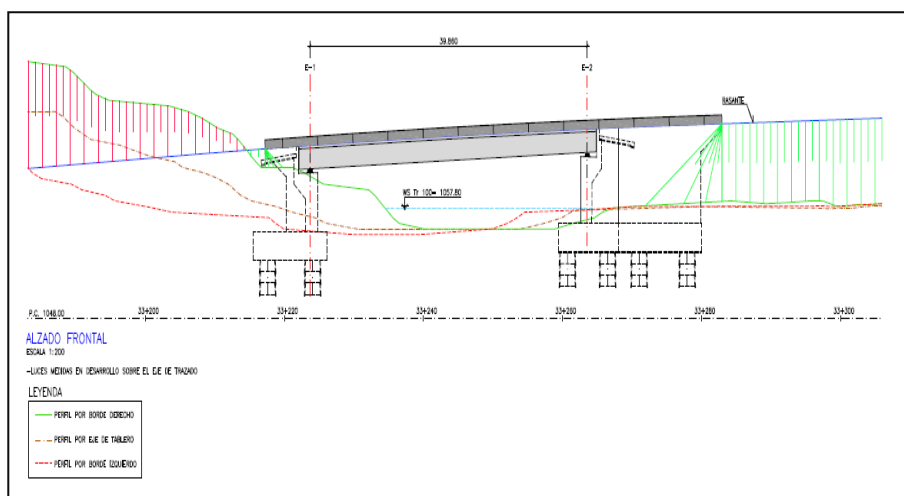 39.860
E-1
E-2
RASANTE
WS Tr 100= 1057.80
P.C. 1048.00
33+200
33+220
33+240
33+260
33+280
33+300
ALZADO FRONTAL
ESCALA 1:200
-LUCES MEDIDAS EN DESARROLLO SOBRE EL EJE DE TRAZADO
LEYENDA
PERFIL POR BORDE DERECHO
PERFIL POR EJE DE TABLERO
PERFIL POR BORDE IZQUIERDO